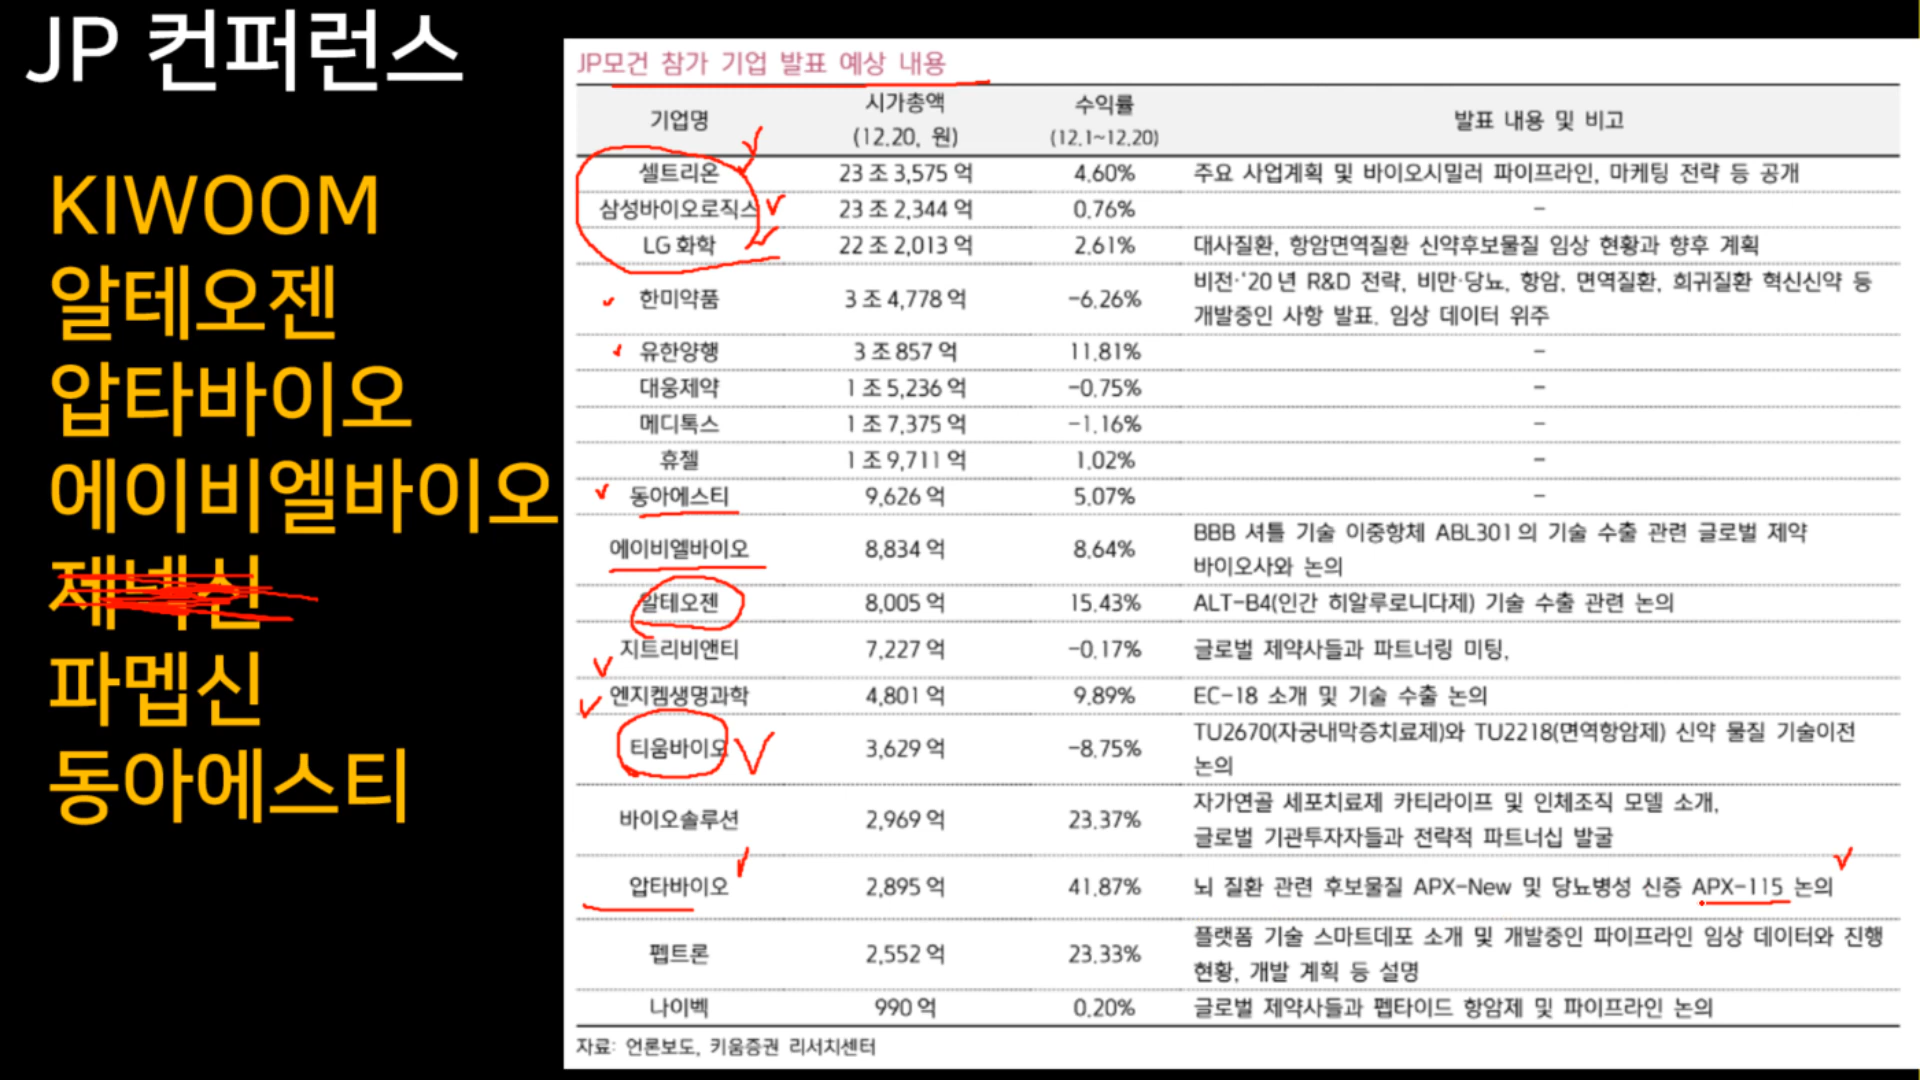 JP 컨퍼런스
KIWOOM
알테오젠
압타바이오
에이비엘바이오
제넥신
파멥신
동아에스티
JP모건 참가 기업 발표 예상 내용
기업명 시가총액 (12.20, 원) 수익률 (12.1~12.20) 발표 내용 및 비고
셀트리온 23조 3,575억 4.60% 주요 사업계획 및 바이오시밀러 파이프라인, 마케팅 전략 등 공개
삼성바이오로직스 23조 2,344억 0.76% -
LG화학 22조 2,013억 2.61% 대사질환, 항암면역질환 신약후보물질 임상 현황과 향후 계획
한미약품 3조 4,778억 -6.26% 비전·'20년 R&D 전략, 비만·당뇨, 항암, 면역질환, 희귀질환 혁신신약 등
개발중인 사항 발표. 임상 데이터 위주
유한양행 3조 857억 11.81% -
대웅제약 1조 5,236억 -0.75% -
메디톡스 1조 7,375억 -1.16% -
휴젤 1조 9,711억 1.02% -
동아에스티 9,626억 5.07% -
에이비엘바이오 8,834억 8.64% BBB 셔틀 기술 이중항체 ABL301의 기술 수출 관련 글로벌 제약
바이오사와 논의
알테오젠 8,005억 15.43% ALT-B4(인간 히알루로니다제) 기술 수출 관련 논의
지트리비앤티 7,227억 -0.17% 글로벌 제약사들과 파트너링 미팅,
엔지켐생명과학 4,801억 9.89% EC-18 소개 및 기술 수출 논의
티움바이오 3,629억 -8.75% TU2670(자궁내막증치료제)와 TU2218(면역항암제) 신약 물질 기술이전
논의
바이오솔루션 2,969억 23.37% 자가연골 세포치료제 카티라이프 및 인체조직 모델 소개,
글로벌 기관투자자들과 전략적 파트너십 발굴
압타바이오 2,895억 41.87% 뇌 질환 관련 후보물질 APX-New 및 당뇨병성 신증 APX-115 논의
펩트론 2,552억 23.33% 플랫폼 기술 스마트데포 소개 및 개발중인 파이프라인 임상 데이터와 진행
현황, 개발 계획 등 설명
나이벡 990억 0.20% 글로벌 제약사들과 펩타이드 항암제 및 파이프라인 논의
자료: 언론보도, 키움증권 리서치센터